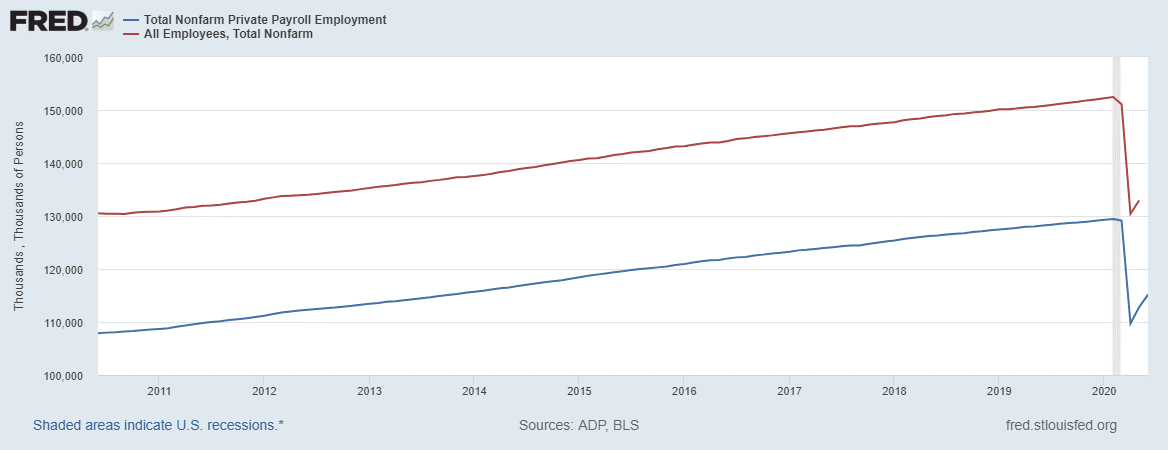 FRED
Total Nonfarm Private Payroll Employment
All Employees, Total Nonfarm
Thousands , Thousands of Persons
160,000
150,000
140,000
130,000
120,000
110,000
100,000
2011 2012 2013 2014 2015 2016 2017 2018 2019 2020
Shaded areas indicate U.S. recessions.* Sources: ADP, BLS fred.stlouisfed.org